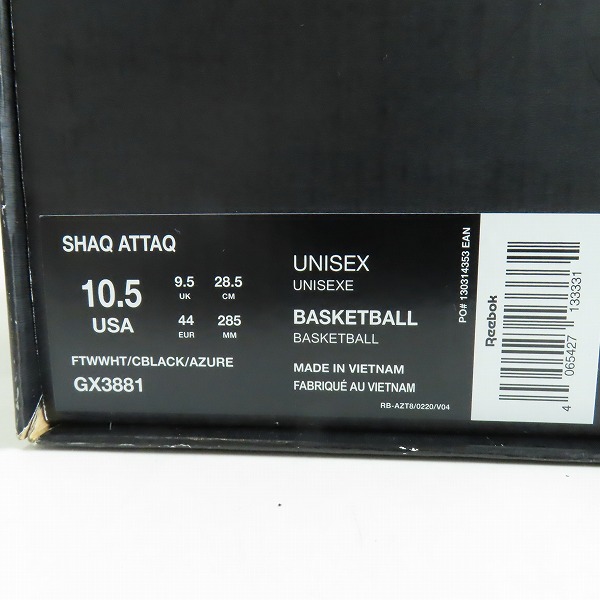 SHAQ ATTAQ
10.5
USA
9.5
UK
28.5
CM
44
EUR
285
MM
FTWWHT/CBLACK/AZURE
GX3881
UNISEX
UNISEXE
BASKETBALL
BASKETBALL
MADE IN VIETNAM
FABRIQUÉ AU VIETNAM
RB-AZT8/0220/V04
PO# 130314353 EAN
Reebok
4 065427 133331